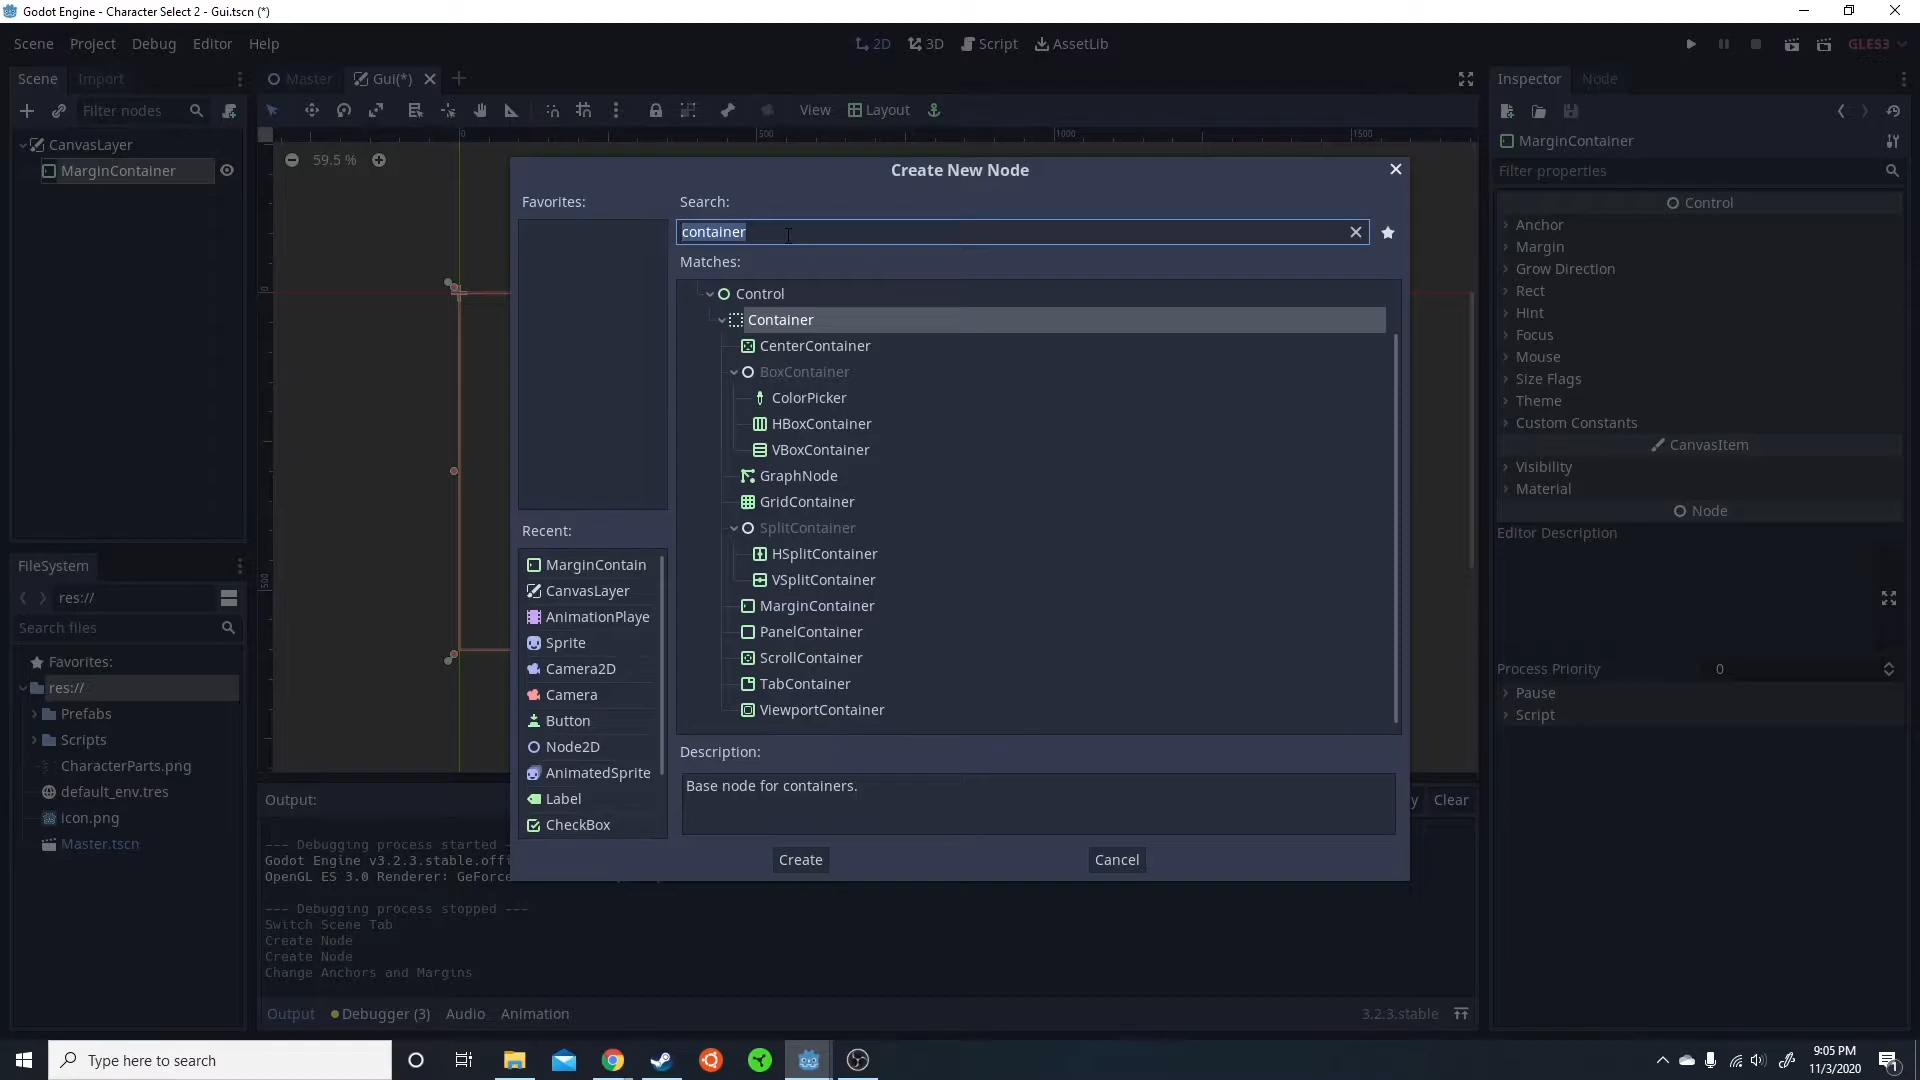 Godot Engine - Character Select 2 - Gui.tscn (*)
Scene Project Debug Editor Help
2D 3D Script AssetLib
GLES3
Scene Import
Master Gui(*)
Inspector Node
Filter nodes
View Layout
CanvasLayer
MarginContainer
0 500 1000 1500
59.5 %
0
500
Create New Node
Favorites:
Search:
container
Matches:
Control
Container
CenterContainer
BoxContainer
ColorPicker
HBoxContainer
VBoxContainer
GraphNode
GridContainer
SplitContainer
HSplitContainer
VSplitContainer
MarginContainer
PanelContainer
ScrollContainer
TabContainer
ViewportContainer
Recent:
MarginContain
CanvasLayer
AnimationPlaye
Sprite
Camera2D
Camera
Button
Node2D
AnimatedSprite
Label
CheckBox
Description:
Base node for containers.
Create Cancel
MarginContainer
Filter properties
Control
Anchor
Margin
Grow Direction
Rect
Hint
Focus
Mouse
Size Flags
Theme
Custom Constants
CanvasItem
Visibility
Material
Node
Editor Description
Process Priority 0
Pause
Script
FileSystem
res://
Search files
Favorites:
res://
Prefabs
Scripts
CharacterParts.png
default_env.tres
icon.png
Master.tscn
Output:
y Clear
--- Debugging process started
Godot Engine v3.2.3.stable.offi
OpenGL ES 3.0 Renderer: GeForce
--- Debugging process stopped ---
Switch Scene Tab
Create Node
Create Node
Change Anchors and Margins
Output Debugger (3) Audio Animation
3.2.3.stable
Type here to search
9:05 PM
11/3/2020
1